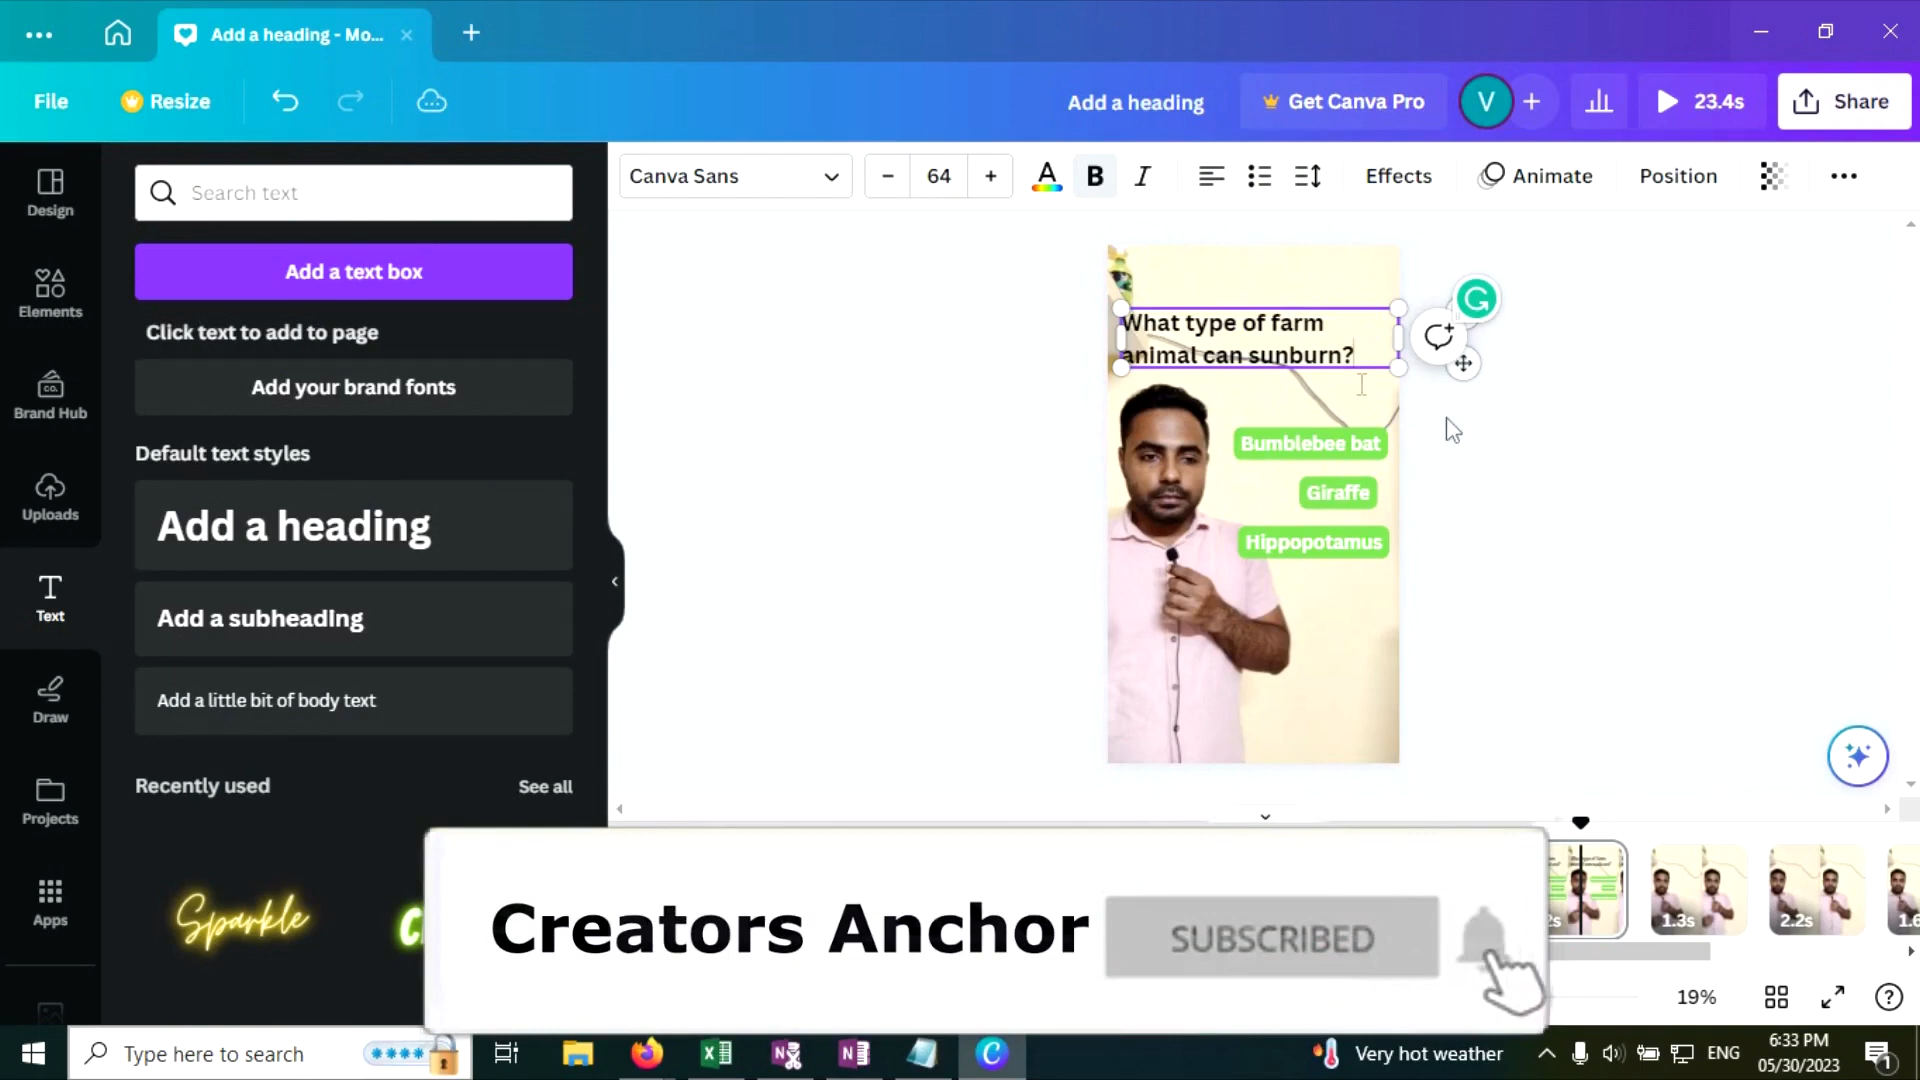 Add a heading - Mo...
File
Resize
Add a heading
Get Canva Pro
V
23.4s
Share
Canva Sans
64
A
B
I
Effects
Animate
Position
Design
Elements
Brand Hub
Uploads
Text
Draw
Projects
Apps
Search text
Add a text box
Click text to add to page
Add your brand fonts
Default text styles
Add a heading
Add a subheading
Add a little bit of body text
Recently used
See all
Sparkle
What type of farm
animal can sunburn?
Bumblebee bat
Giraffe
Hippopotamus
Creators Anchor
SUBSCRIBED
1.3s
2.2s
19%
Type here to search
Very hot weather
ENG
6:33 PM
05/30/2023
1